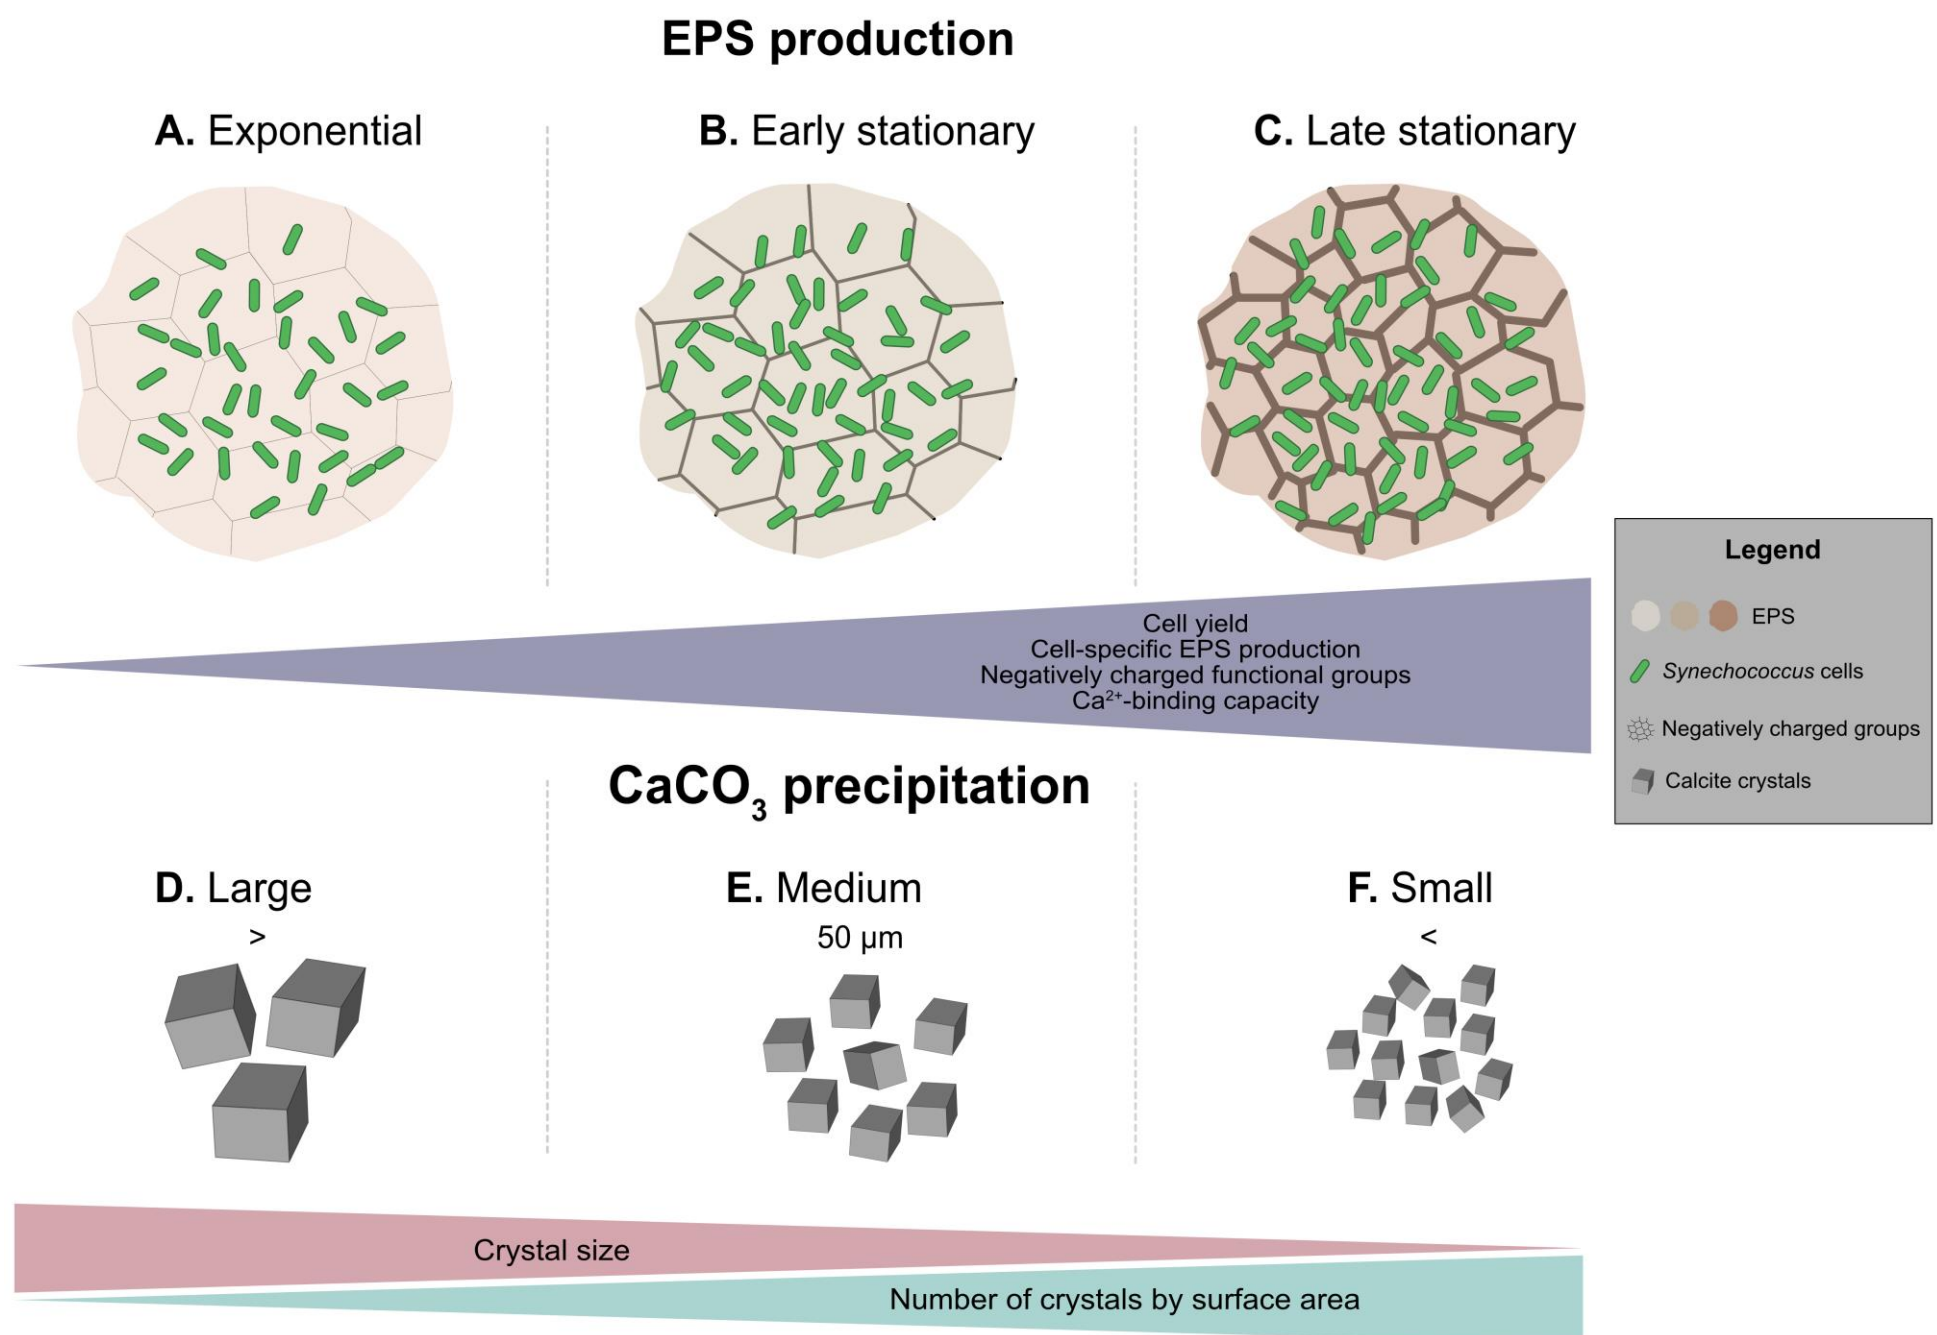 EPS production
A. Exponential
B. Early stationary
C. Late stationary
Cell yield
Cell-specific EPS production
Negatively charged functional groups
Ca²⁺-binding capacity
Legend
EPS
Synechococcus cells
Negatively charged groups
Calcite crystals
CaCO₃ precipitation
D. Large
>
E. Medium
50 µm
F. Small
<
Crystal size
Number of crystals by surface area